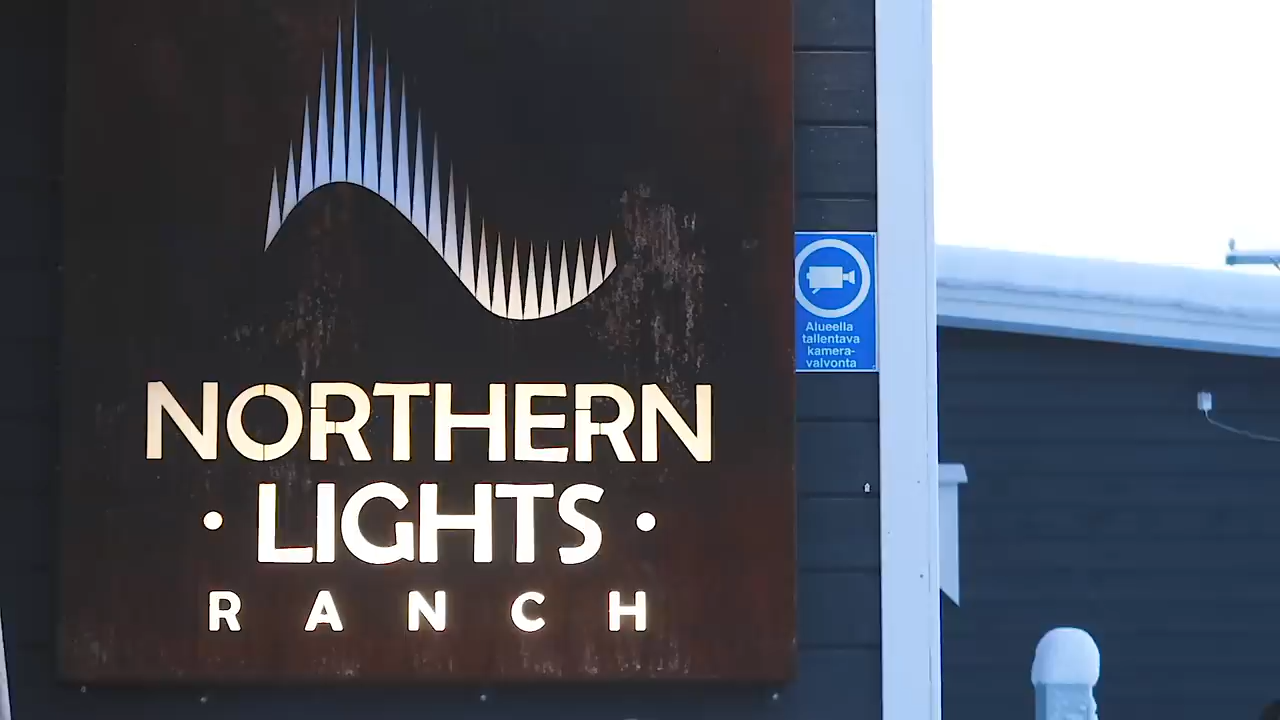 NORTHERN
• LIGHTS •
RANCH
Alueella
tallentava
kamera-
valvonta